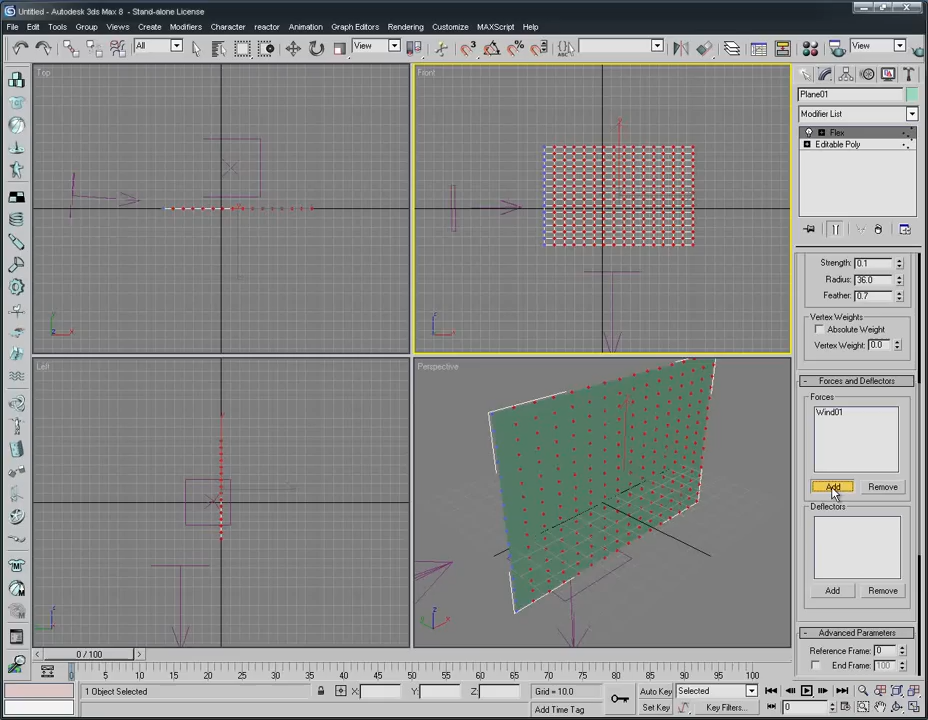 Untitled - Autodesk 3ds Max 8 - Stand-alone License
File Edit Tools Group Views Create Modifiers Character reactor Animation Graph Editors Rendering Customize MAXScript Help
All View View
Top
Front
Left
Perspective
Plane01
Modifier List
Flex
Editable Poly
Strength: 0.1
Radius: 36.0
Feather: 0.7
Vertex Weights
Absolute Weight
Vertex Weight: 0.0
- Forces and Deflectors
Forces
Wind01
Add Remove
Deflectors
Add Remove
- Advanced Parameters
Reference Frame: 0
End Frame: 100
< 0 / 100 >
0 5 10 15 20 25 30 35 40 45 50 55 60 65 70 75 80 85 90 95 100
1 Object Selected X: Y: Z: Grid = 10.0 Auto Key Selected
Add Time Tag Set Key Key Filters... 0